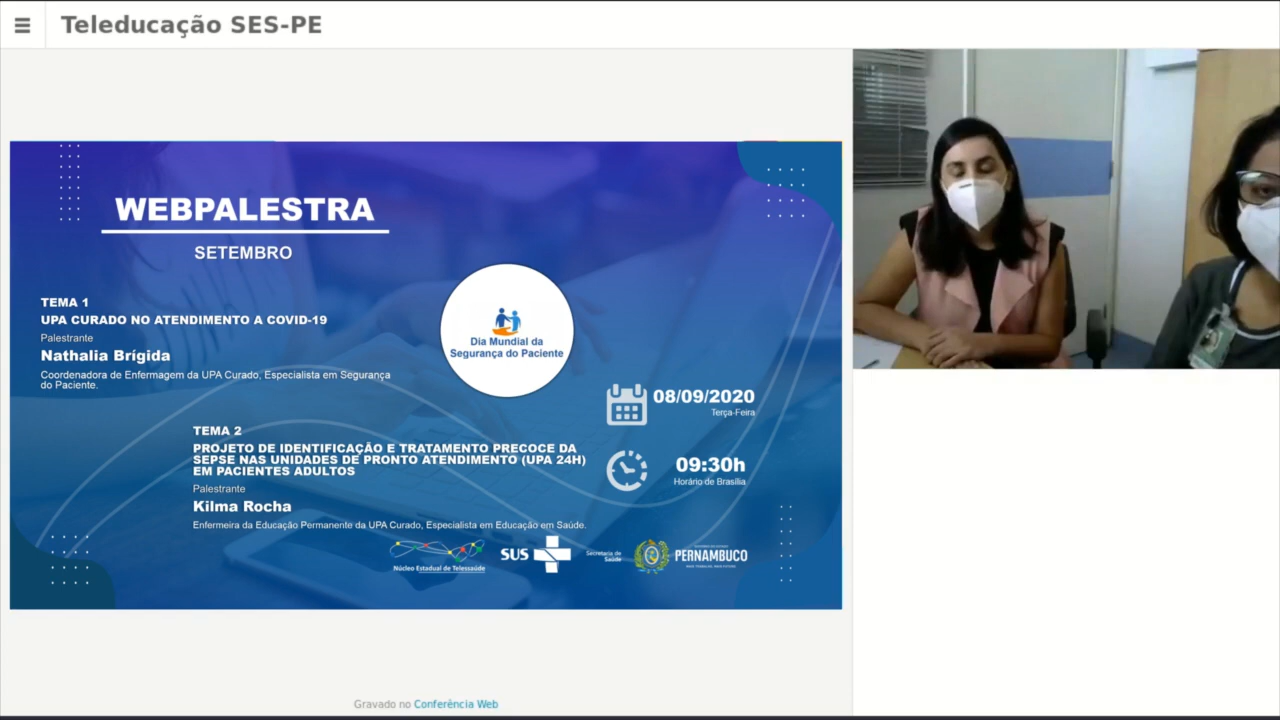 Teleducação SES-PE
WEBPALESTRA
SETEMBRO
TEMA 1
UPA CURADO NO ATENDIMENTO A COVID-19
Palestrante
Nathalia Brígida
Coordenadora de Enfermagem da UPA Curado, Especialista em Segurança
do Paciente.
Dia Mundial da
Segurança do Paciente
08/09/2020
Terça-Feira
09:30h
Horário de Brasília
TEMA 2
PROJETO DE IDENTIFICAÇÃO E TRATAMENTO PRECOCE DA
SEPSE NAS UNIDADES DE PRONTO ATENDIMENTO (UPA 24H)
EM PACIENTES ADULTOS
Palestrante
Kilma Rocha
Enfermeira da Educação Permanente da UPA Curado, Especialista em Educação em Saúde.
Núcleo Estadual de Telessaúde
SUS
Secretaria de
Saúde
PERNAMBUCO
Gravado no Conferência Web